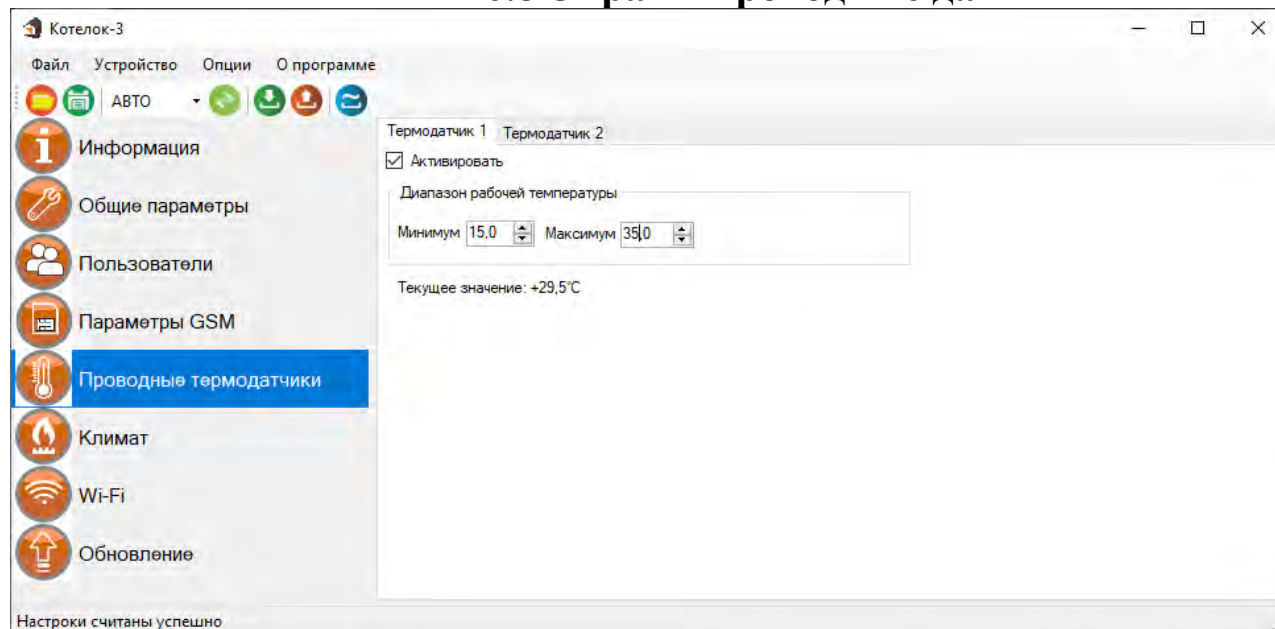 Котелок-3
Файл Устройство Опции О программе
АВТО
Информация
Общие параметры
Пользователи
Параметры GSM
Проводные термодатчики
Климат
Wi-Fi
Обновление
Термодатчик 1 Термодатчик 2
Активировать
Диапазон рабочей температуры
Минимум 15,0 Максимум 35,0
Текущее значение: +29,5°C
Настроки считаны успешно